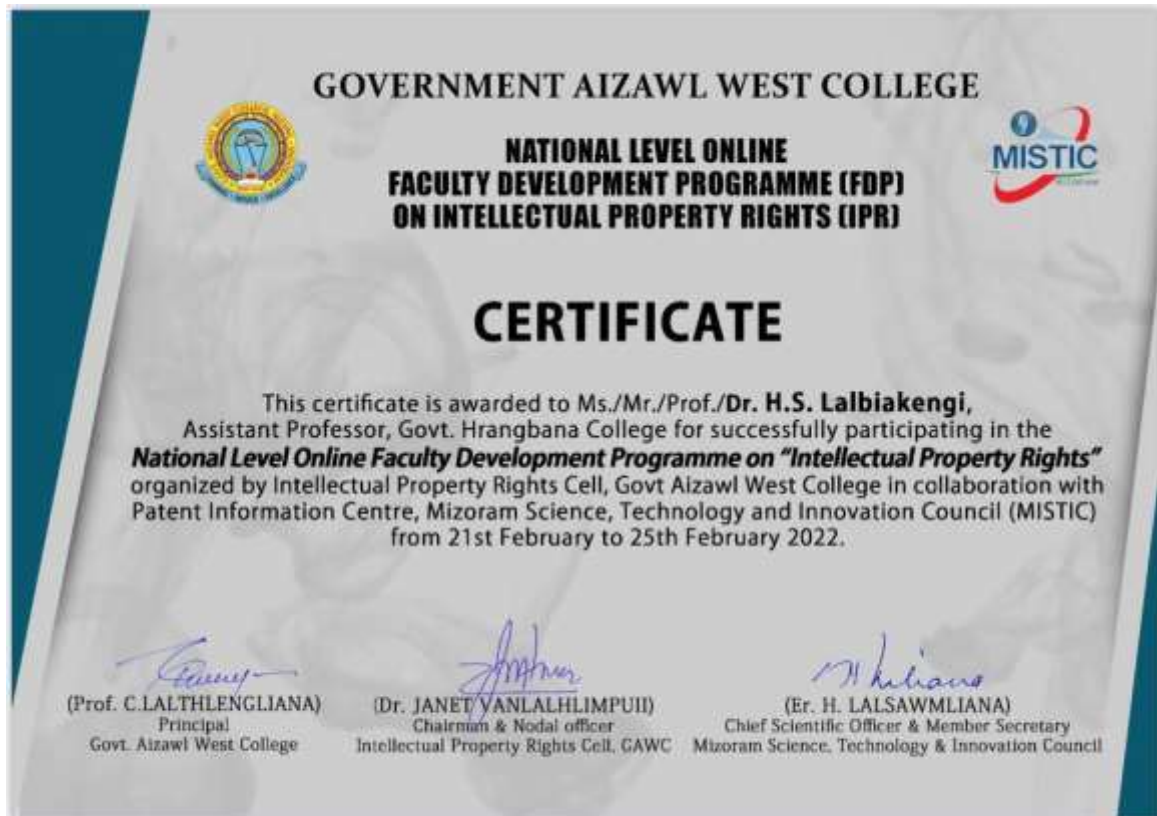 GOVERNMENT AIZAWL WEST COLLEGE
NATIONAL LEVEL ONLINE
FACULTY DEVELOPMENT PROGRAMME (FDP)
ON INTELLECTUAL PROPERTY RIGHTS (IPR)
MISTIC
CERTIFICATE
This certificate is awarded to Ms./Mr./Prof./Dr. H.S. Lalbiakengi,
Assistant Professor, Govt. Hrangbana College for successfully participating in the
National Level Online Faculty Development Programme on "Intellectual Property Rights"
organized by Intellectual Property Rights Cell, Govt Aizawl West College in collaboration with
Patent Information Centre, Mizoram Science, Technology and Innovation Council (MISTIC)
from 21st February to 25th February 2022.
(Prof. C.LALTHLENGLIANA)
Principal
Govt. Aizawl West College
(Dr. JANET VANLALHLIMPUII)
Chairman & Nodal officer
Intellectual Property Rights Cell, GAWC
(Er. H. LALSAWMLIANA)
Chief Scientific Officer & Member Secretary
Mizoram Science, Technology & Innovation Council